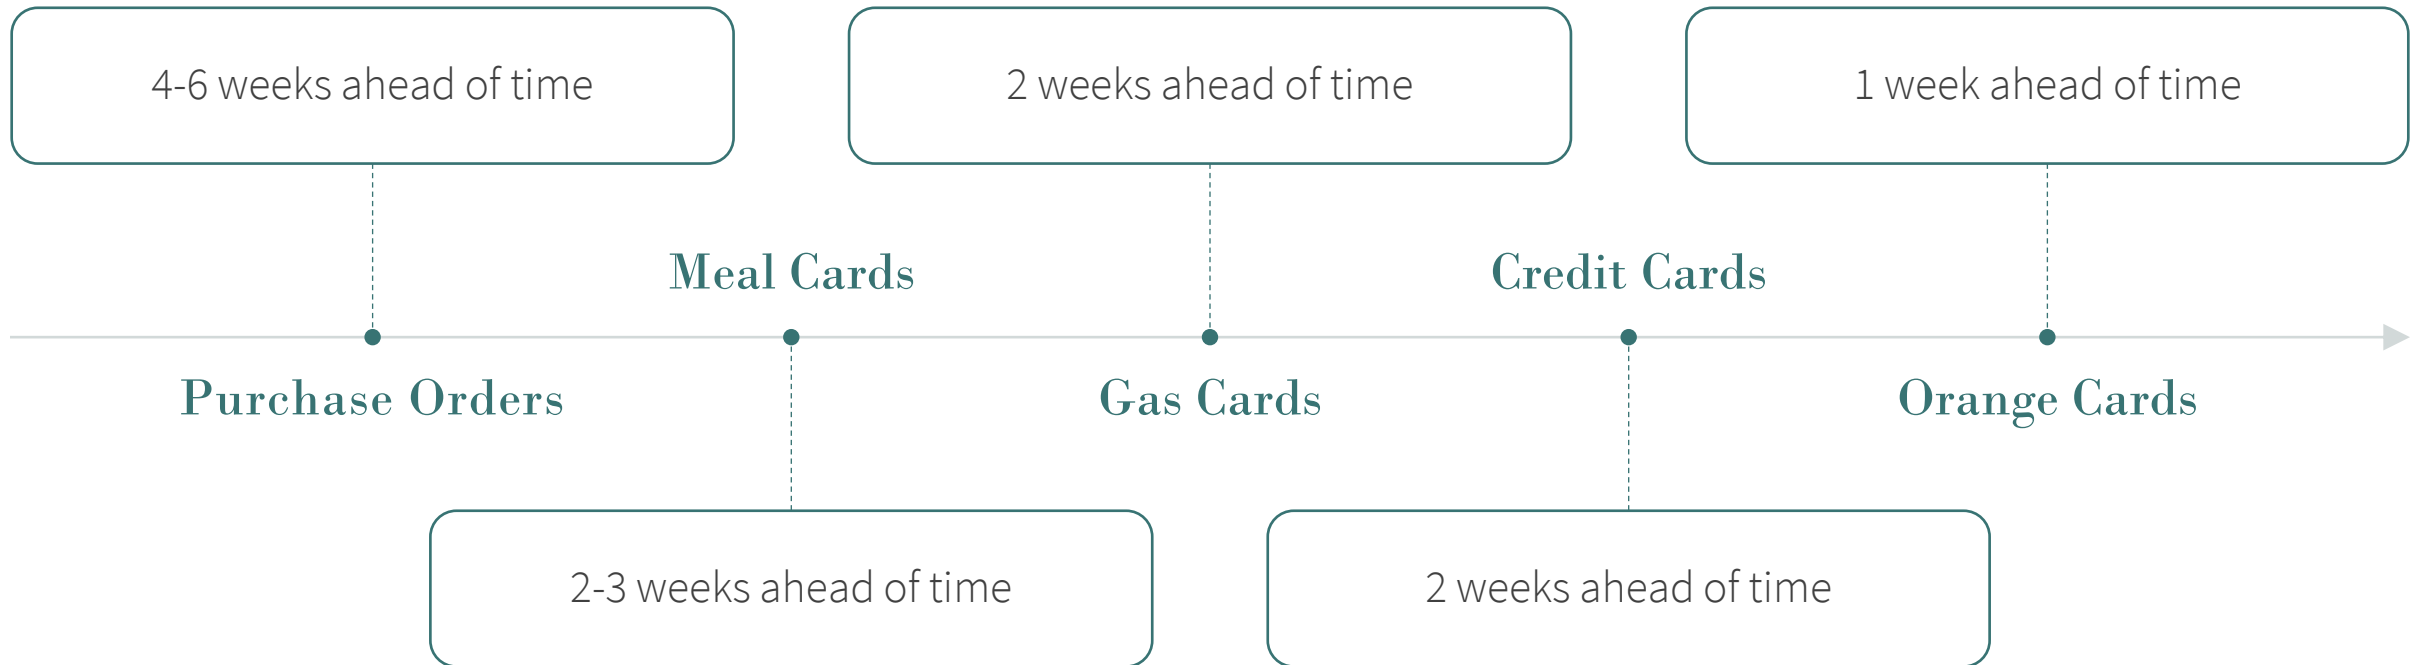 4-6 weeks ahead of time
2 weeks ahead of time
1 week ahead of time
Meal Cards
Credit Cards
Purchase Orders
Gas Cards
Orange Cards
2-3 weeks ahead of time
2 weeks ahead of time